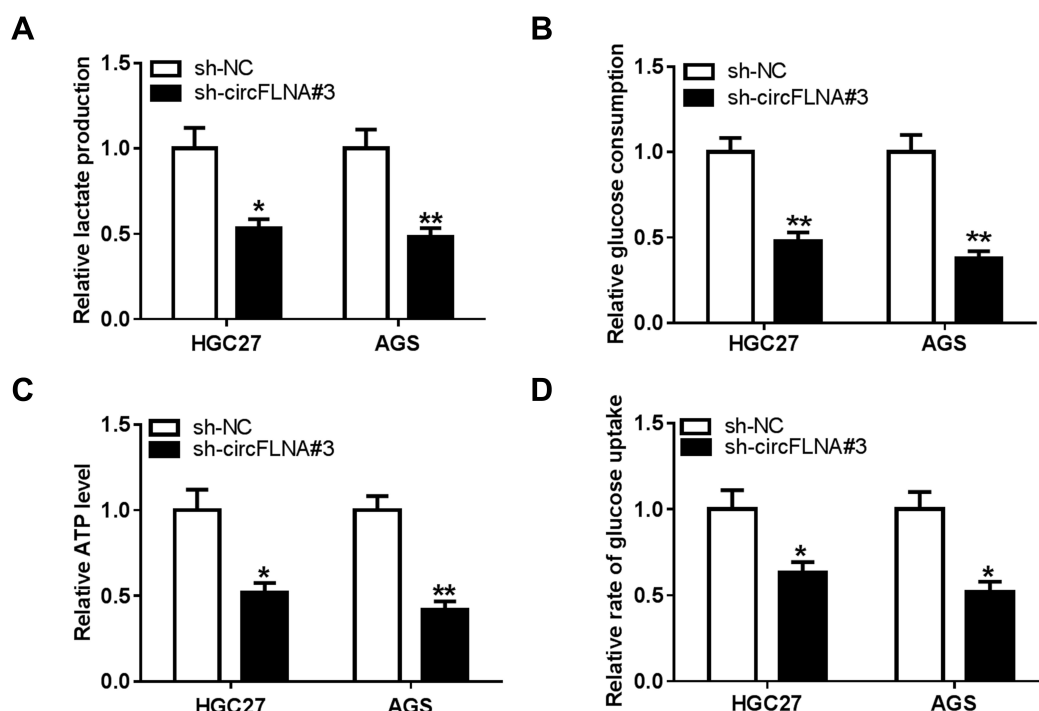 A
Relative lactate production
1.5
1.0
0.5
0.0
sh-NC
sh-circFLNA#3
*
**
HGC27
AGS
B
Relative glucose consumption
1.5
1.0
0.5
0.0
sh-NC
sh-circFLNA#3
**
**
HGC27
AGS
C
Relative ATP level
1.5
1.0
0.5
0.0
sh-NC
sh-circFLNA#3
*
**
HGC27
AGS
D
Relative rate of glucose uptake
1.5
1.0
0.5
0.0
sh-NC
sh-circFLNA#3
*
*
HGC27
AGS